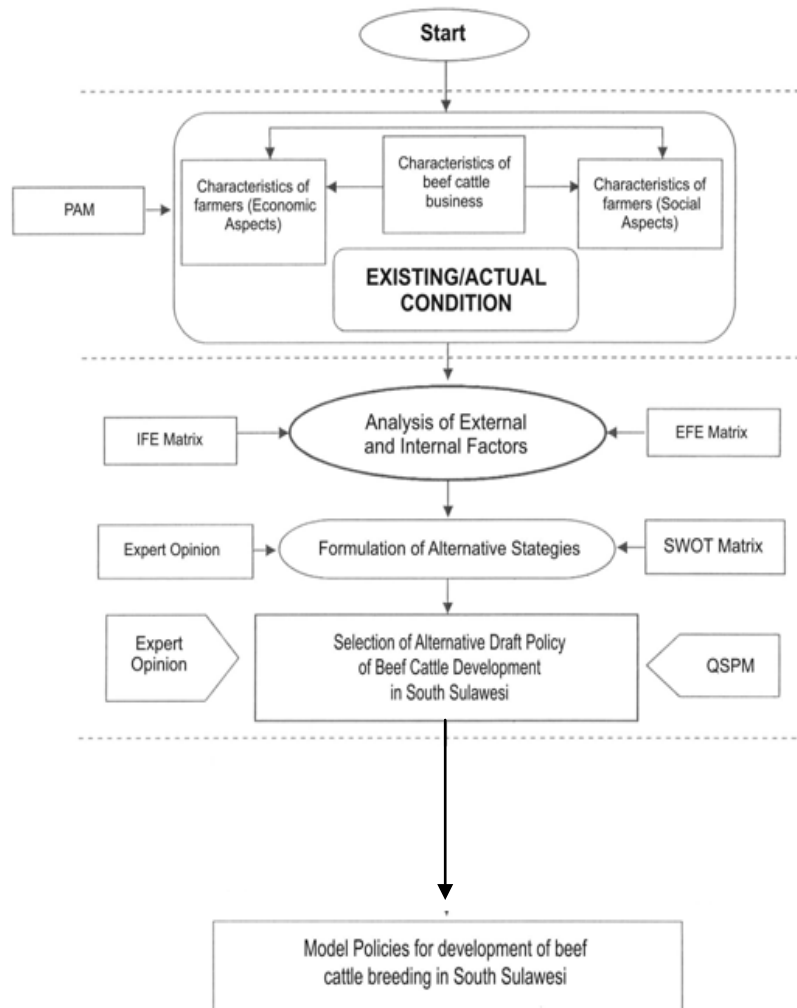 Start
Characteristics of
farmers (Economic
Aspects)
Characteristics of
beef cattle
business
Characteristics of
farmers (Social
Aspects)
PAM
EXISTING/ACTUAL
CONDITION
IFE Matrix
Analysis of External
and Internal Factors
EFE Matrix
Expert Opinion
Formulation of Alternative Stategies
SWOT Matrix
Expert
Opinion
Selection of Alternative Draft Policy
of Beef Cattle Development
in South Sulawesi
QSPM
Model Policies for development of beef
cattle breeding in South Sulawesi